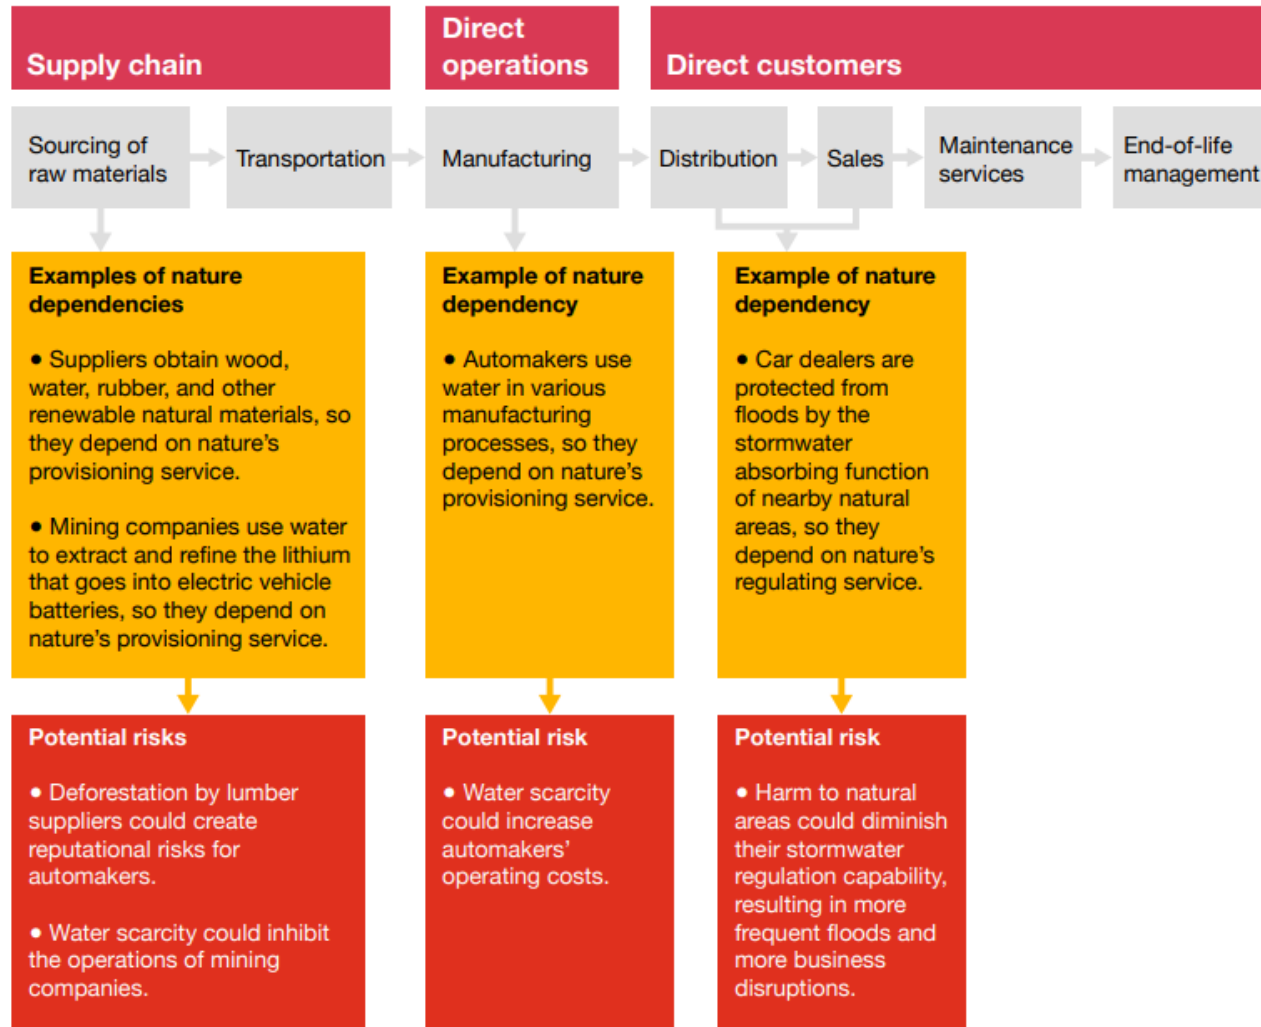 Supply chain
Direct
operations
Direct customers
Sourcing of
raw materials
Transportation
Manufacturing
Distribution
Sales
Maintenance
services
End-of-life
management
Examples of nature
dependencies
• Suppliers obtain wood,
water, rubber, and other
renewable natural materials, so
they depend on nature's
provisioning service.
• Mining companies use water
to extract and refine the lithium
that goes into electric vehicle
batteries, so they depend on
nature's provisioning service.
Example of nature
dependency
• Automakers use
water in various
manufacturing
processes, so they
depend on nature's
provisioning service.
Example of nature
dependency
• Car dealers are
protected from
floods by the
stormwater
absorbing function
of nearby natural
areas, so they
depend on nature's
regulating service.
Potential risks
• Deforestation by lumber
suppliers could create
reputational risks for
automakers.
• Water scarcity could inhibit
the operations of mining
companies.
Potential risk
• Water scarcity
could increase
automakers'
operating costs.
Potential risk
• Harm to natural
areas could diminish
their stormwater
regulation capability,
resulting in more
frequent floods and
more business
disruptions.